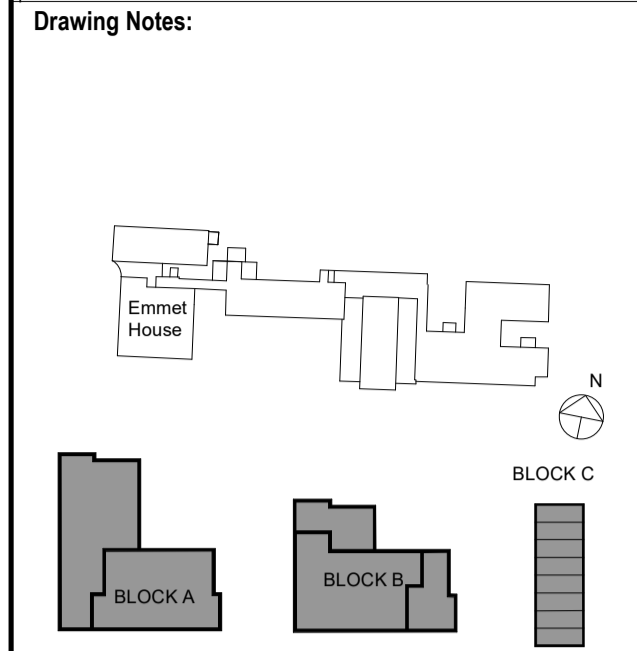 Drawing Notes:
Emmet
House
N
BLOCK C
BLOCK A
BLOCK B